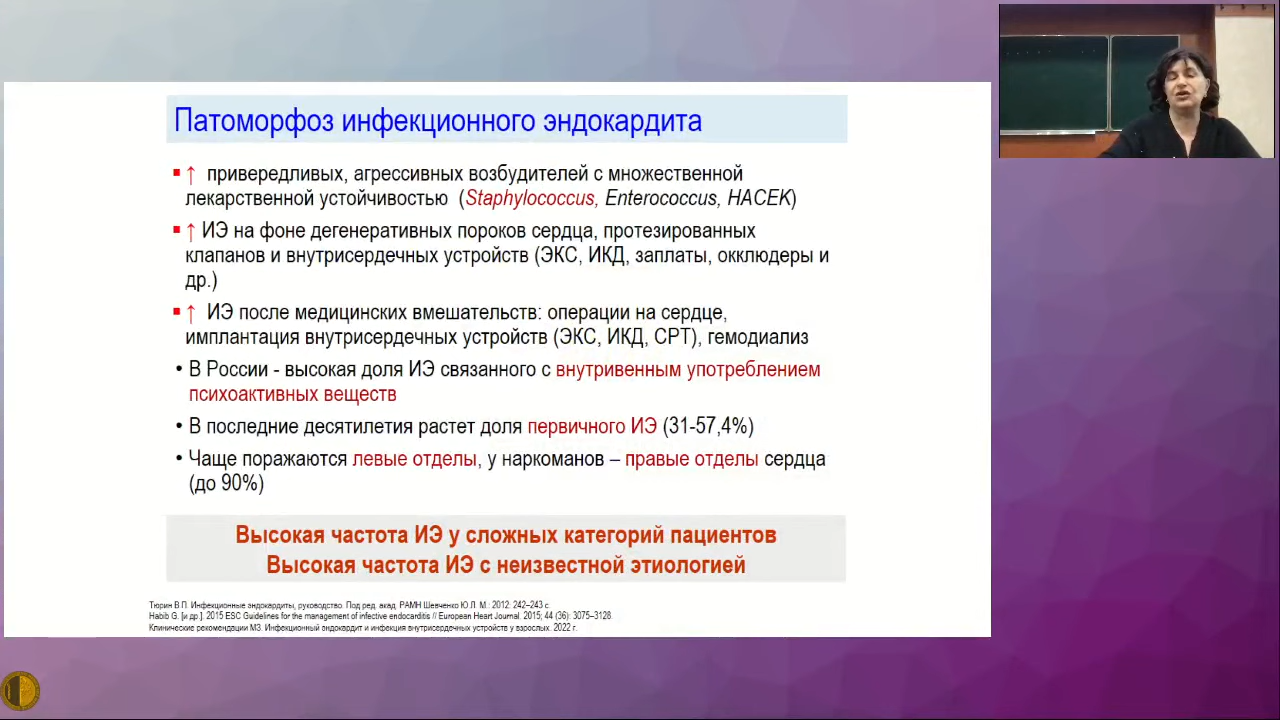 Патоморфоз инфекционного эндокардита
↑ привередливых, агрессивных возбудителей с множественной
лекарственной устойчивостью (Staphylococcus, Enterococcus, HACEK)
↑ ИЭ на фоне дегенеративных пороков сердца, протезированных
клапанов и внутрисердечных устройств (ЭКС, ИКД, заплаты, окклюдеры и
др.)
↑ ИЭ после медицинских вмешательств: операции на сердце,
имплантация внутрисердечных устройств (ЭКС, ИКД, СРТ), гемодиализ
• В России - высокая доля ИЭ связанного с внутривенным употреблением
психоактивных веществ
• В последние десятилетия растет доля первичного ИЭ (31-57,4%)
• Чаще поражаются левые отделы, у наркоманов – правые отделы сердца
(до 90%)
Высокая частота ИЭ у сложных категорий пациентов
Высокая частота ИЭ с неизвестной этиологией
Тюрин В.П. Инфекционные эндокардиты, руководство. Под ред. акад. РАМН Шевченко Ю.Л. М.: 2012. 242–243 с.
Habib G. [и др.]. 2015 ESC Guidelines for the management of infective endocarditis // European Heart Journal. 2015; 44 (36): 3075–3128.
Клинические рекомендации МЗ. Инфекционный эндокардит и инфекция внутрисердечных устройств у взрослых. 2022 г.